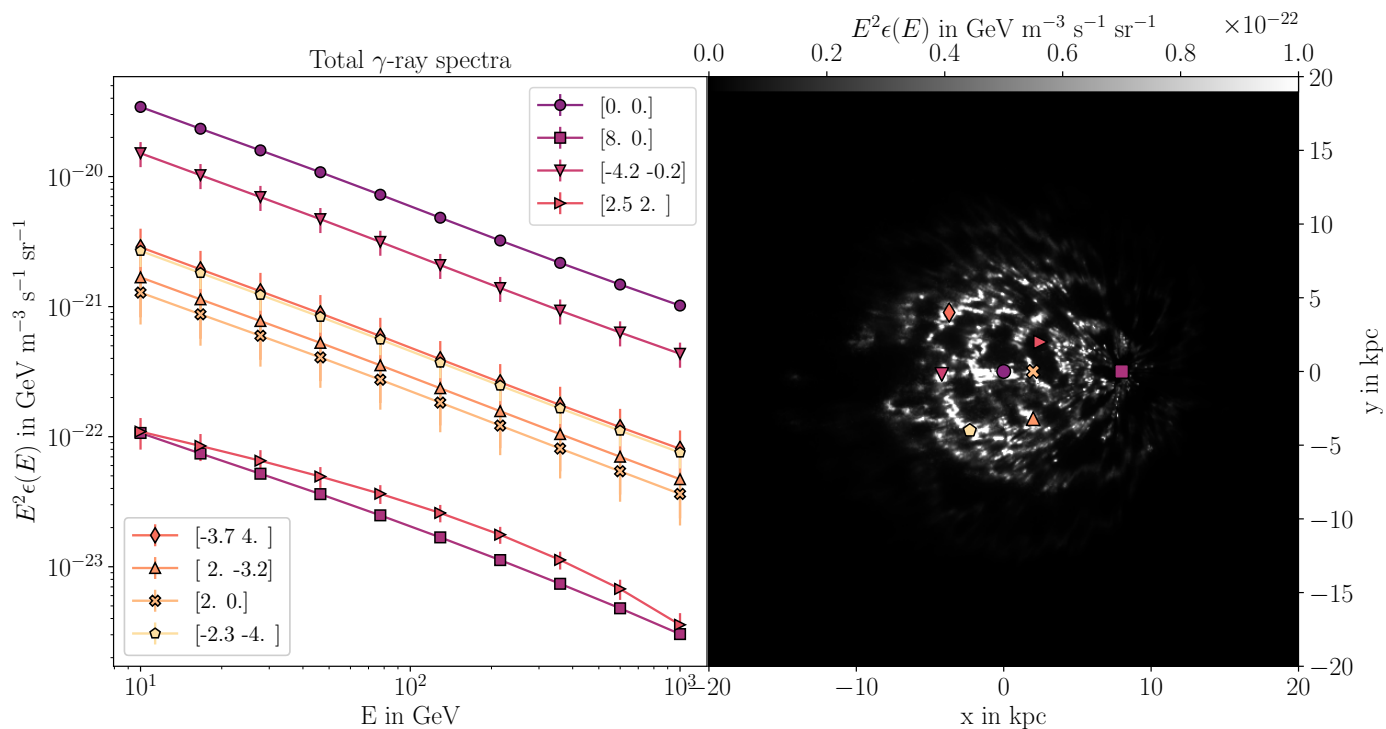 Total γ-ray spectra
[0. 0.]
[8. 0.]
[-4.2 -0.2]
[2.5 2. ]
[-3.7 4. ]
[ 2. -3.2]
[2. 0.]
[-2.3 -4. ]
10⁻²⁰
10⁻²¹
10⁻²²
10⁻²³
E²ϵ(E) in GeV m⁻³ s⁻¹ sr⁻¹
10¹ 10² 10³
E in GeV
E²ϵ(E) in GeV m⁻³ s⁻¹ sr⁻¹ ×10⁻²²
0.0 0.2 0.4 0.6 0.8 1.0
20
15
10
5
0
−5
−10
−15
−20
y in kpc
−20 −10 0 10 20
x in kpc